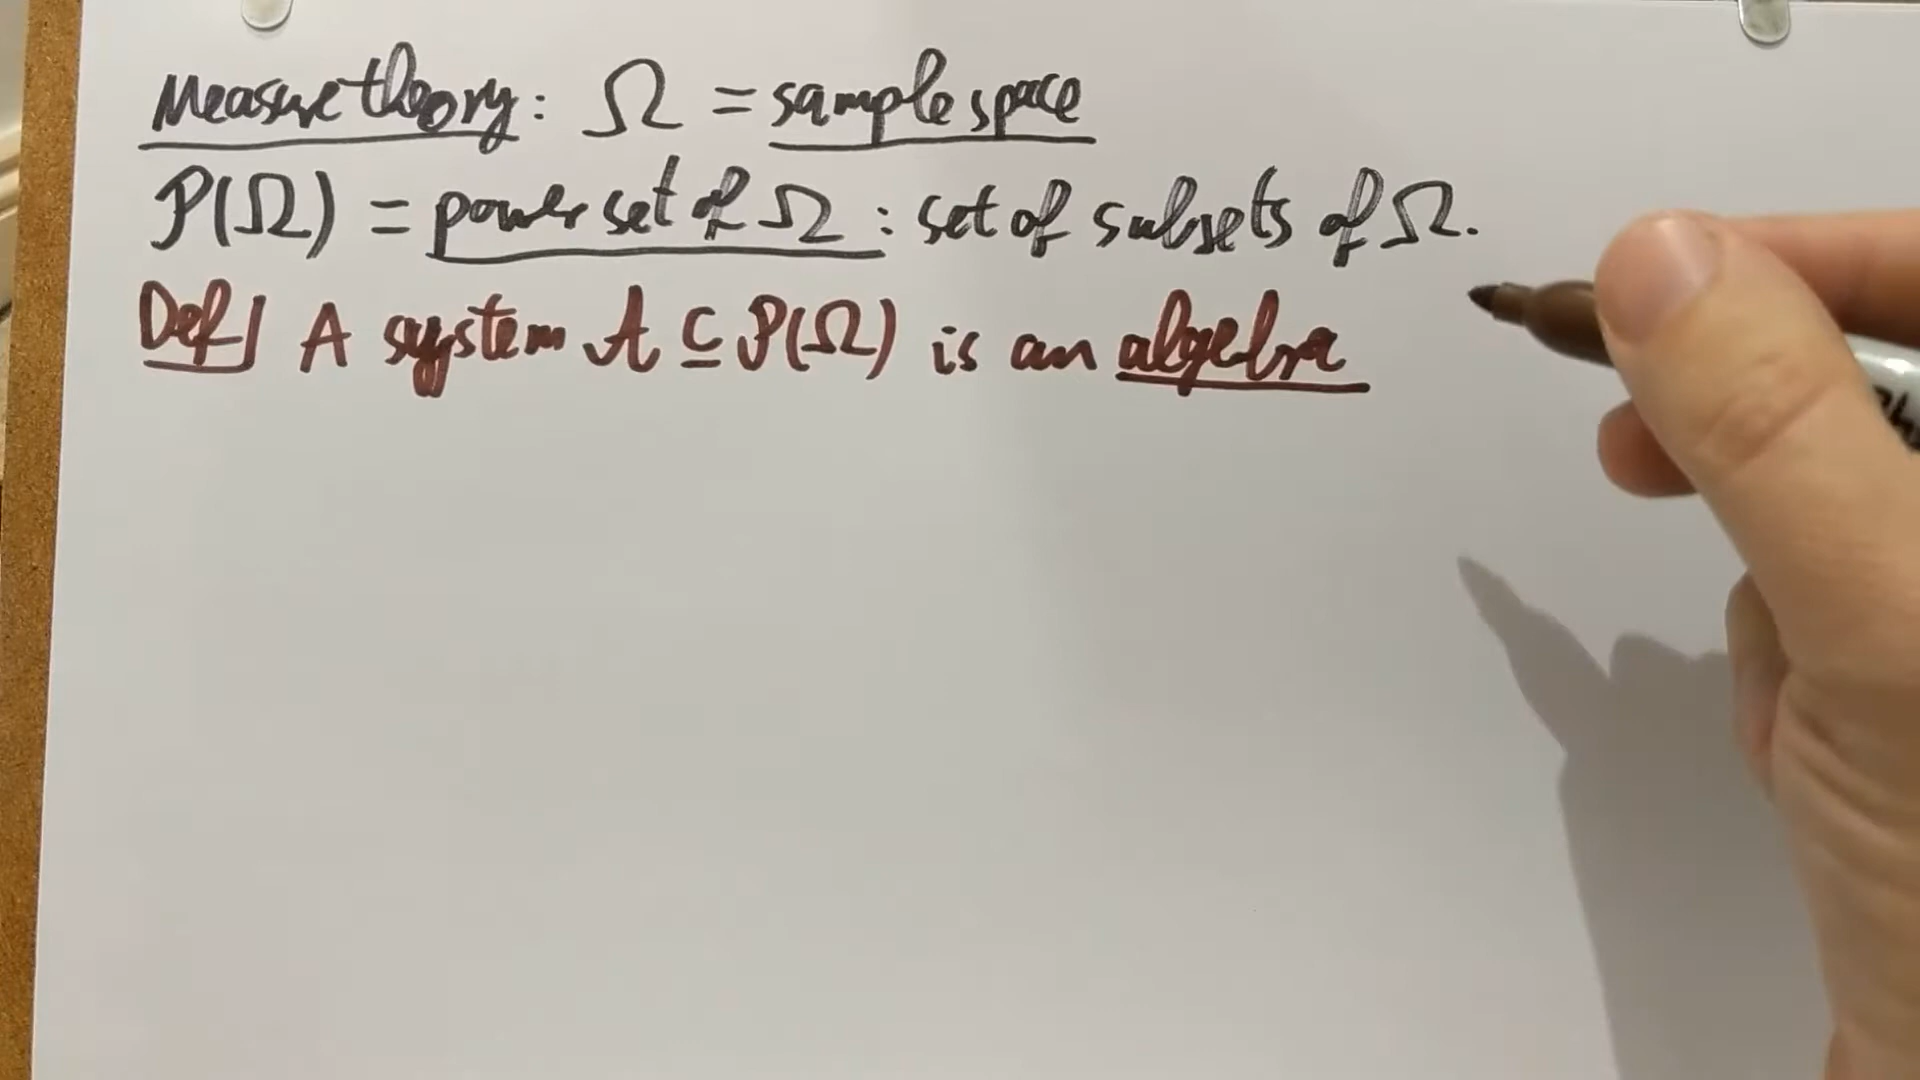 Measure theory: Ω = sample space
P(Ω) = power set of Ω : set of subsets of Ω.
Def] A system A ⊆ P(Ω) is an algebra